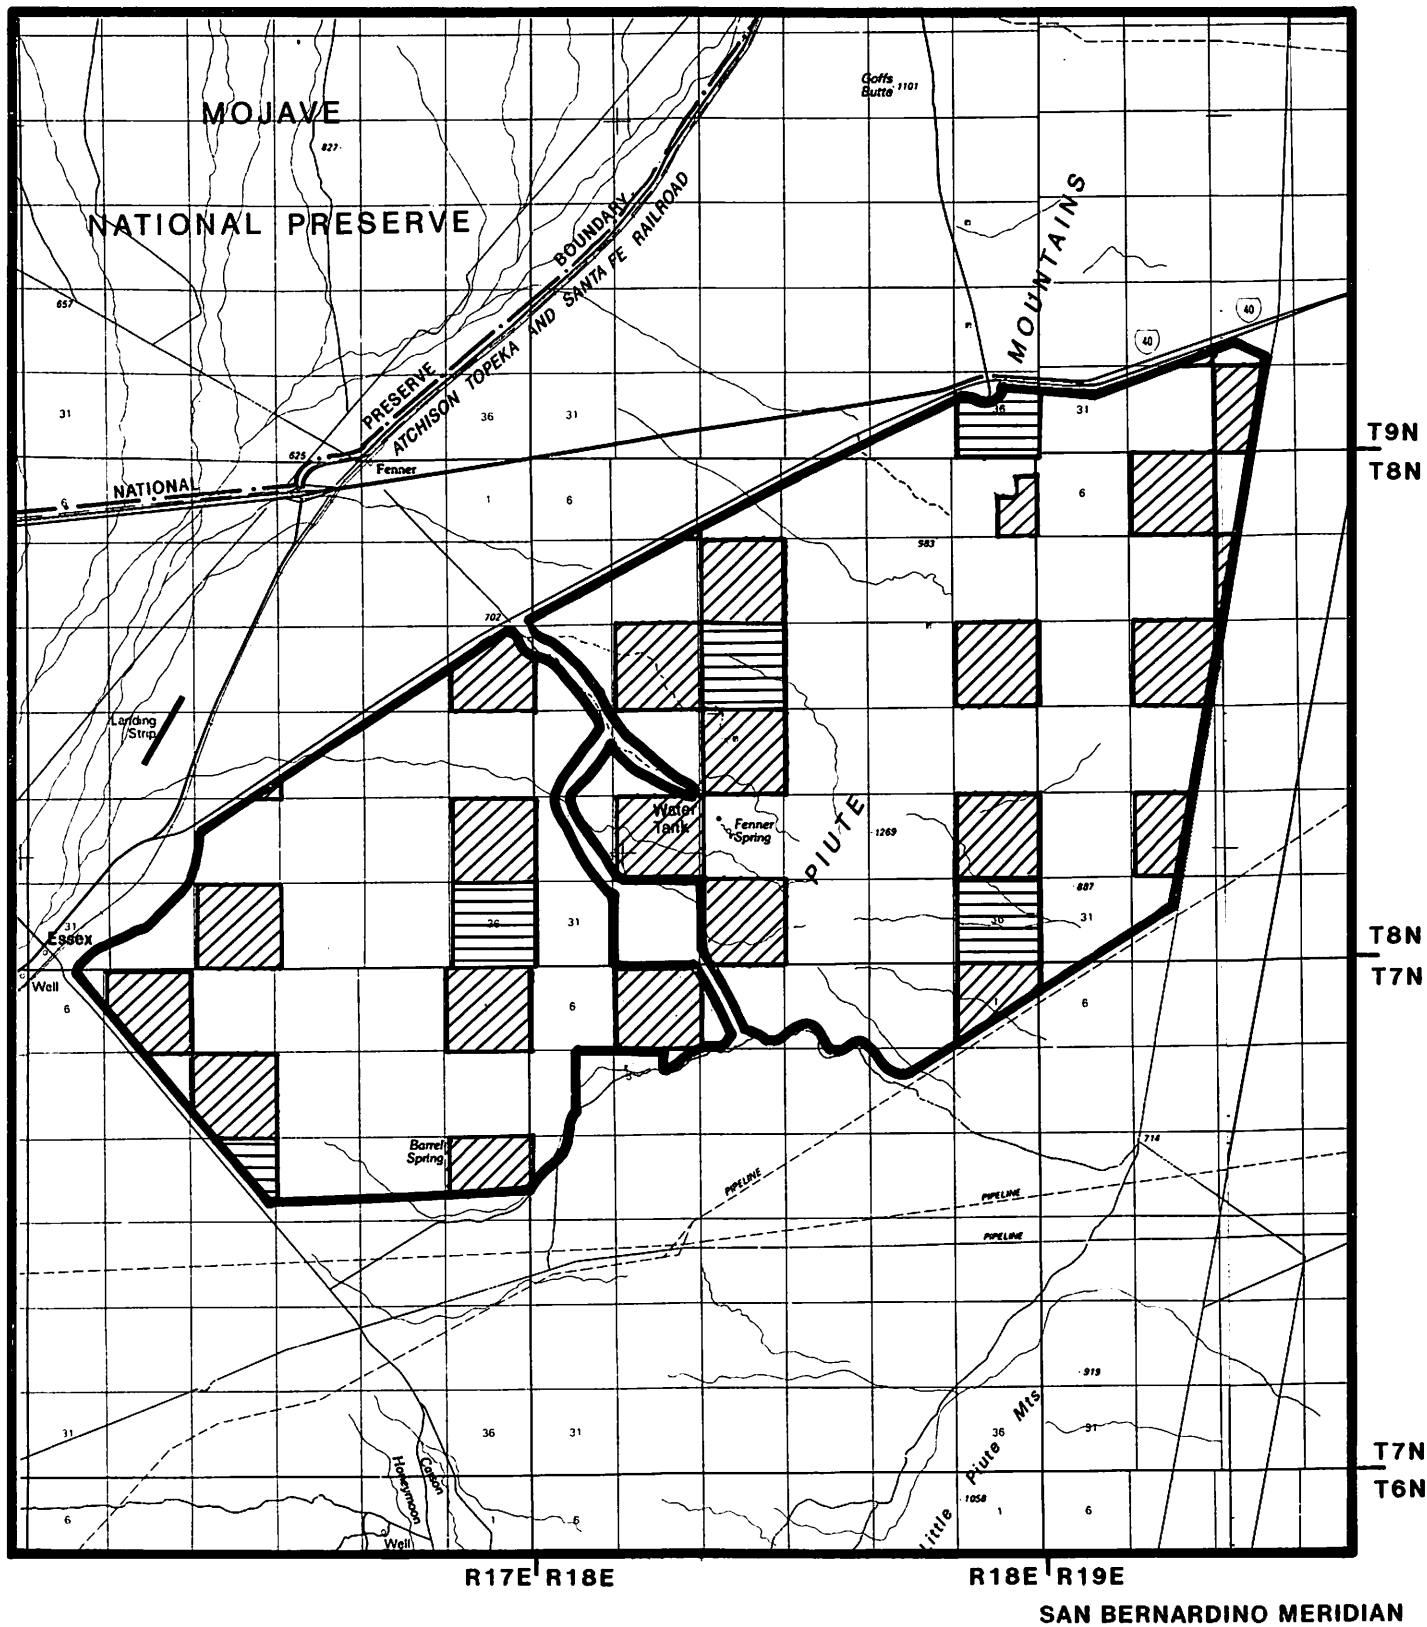 Goffs
Butte 1101
MOJAVE
827
NATIONAL PRESERVE
BOUNDARY
ATCHISON TOPEKA AND SANTA FE RAILROAD
MOUNTAINS
657
40
40
PRESERVE
31
36
31
36
31
T9N
625
Fenner
T8N
NATIONAL
6
1
6
6
983
702
Landing
Strip
Water
Tank
Fenner
Spring
PIUTE
1269
887
31
Essex
36
31
36
31
T8N
T7N
Well
6
1
6
1
6
Barrel
Spring
714
PIPELINE
PIPELINE
PIPELINE
919
Little Piute Mts
31
36
31
36
31
T7N
Honeymoon
Carson
T6N
1058
6
1
6
1
6
Well
R17E R18E
R18E R19E
SAN BERNARDINO MERIDIAN